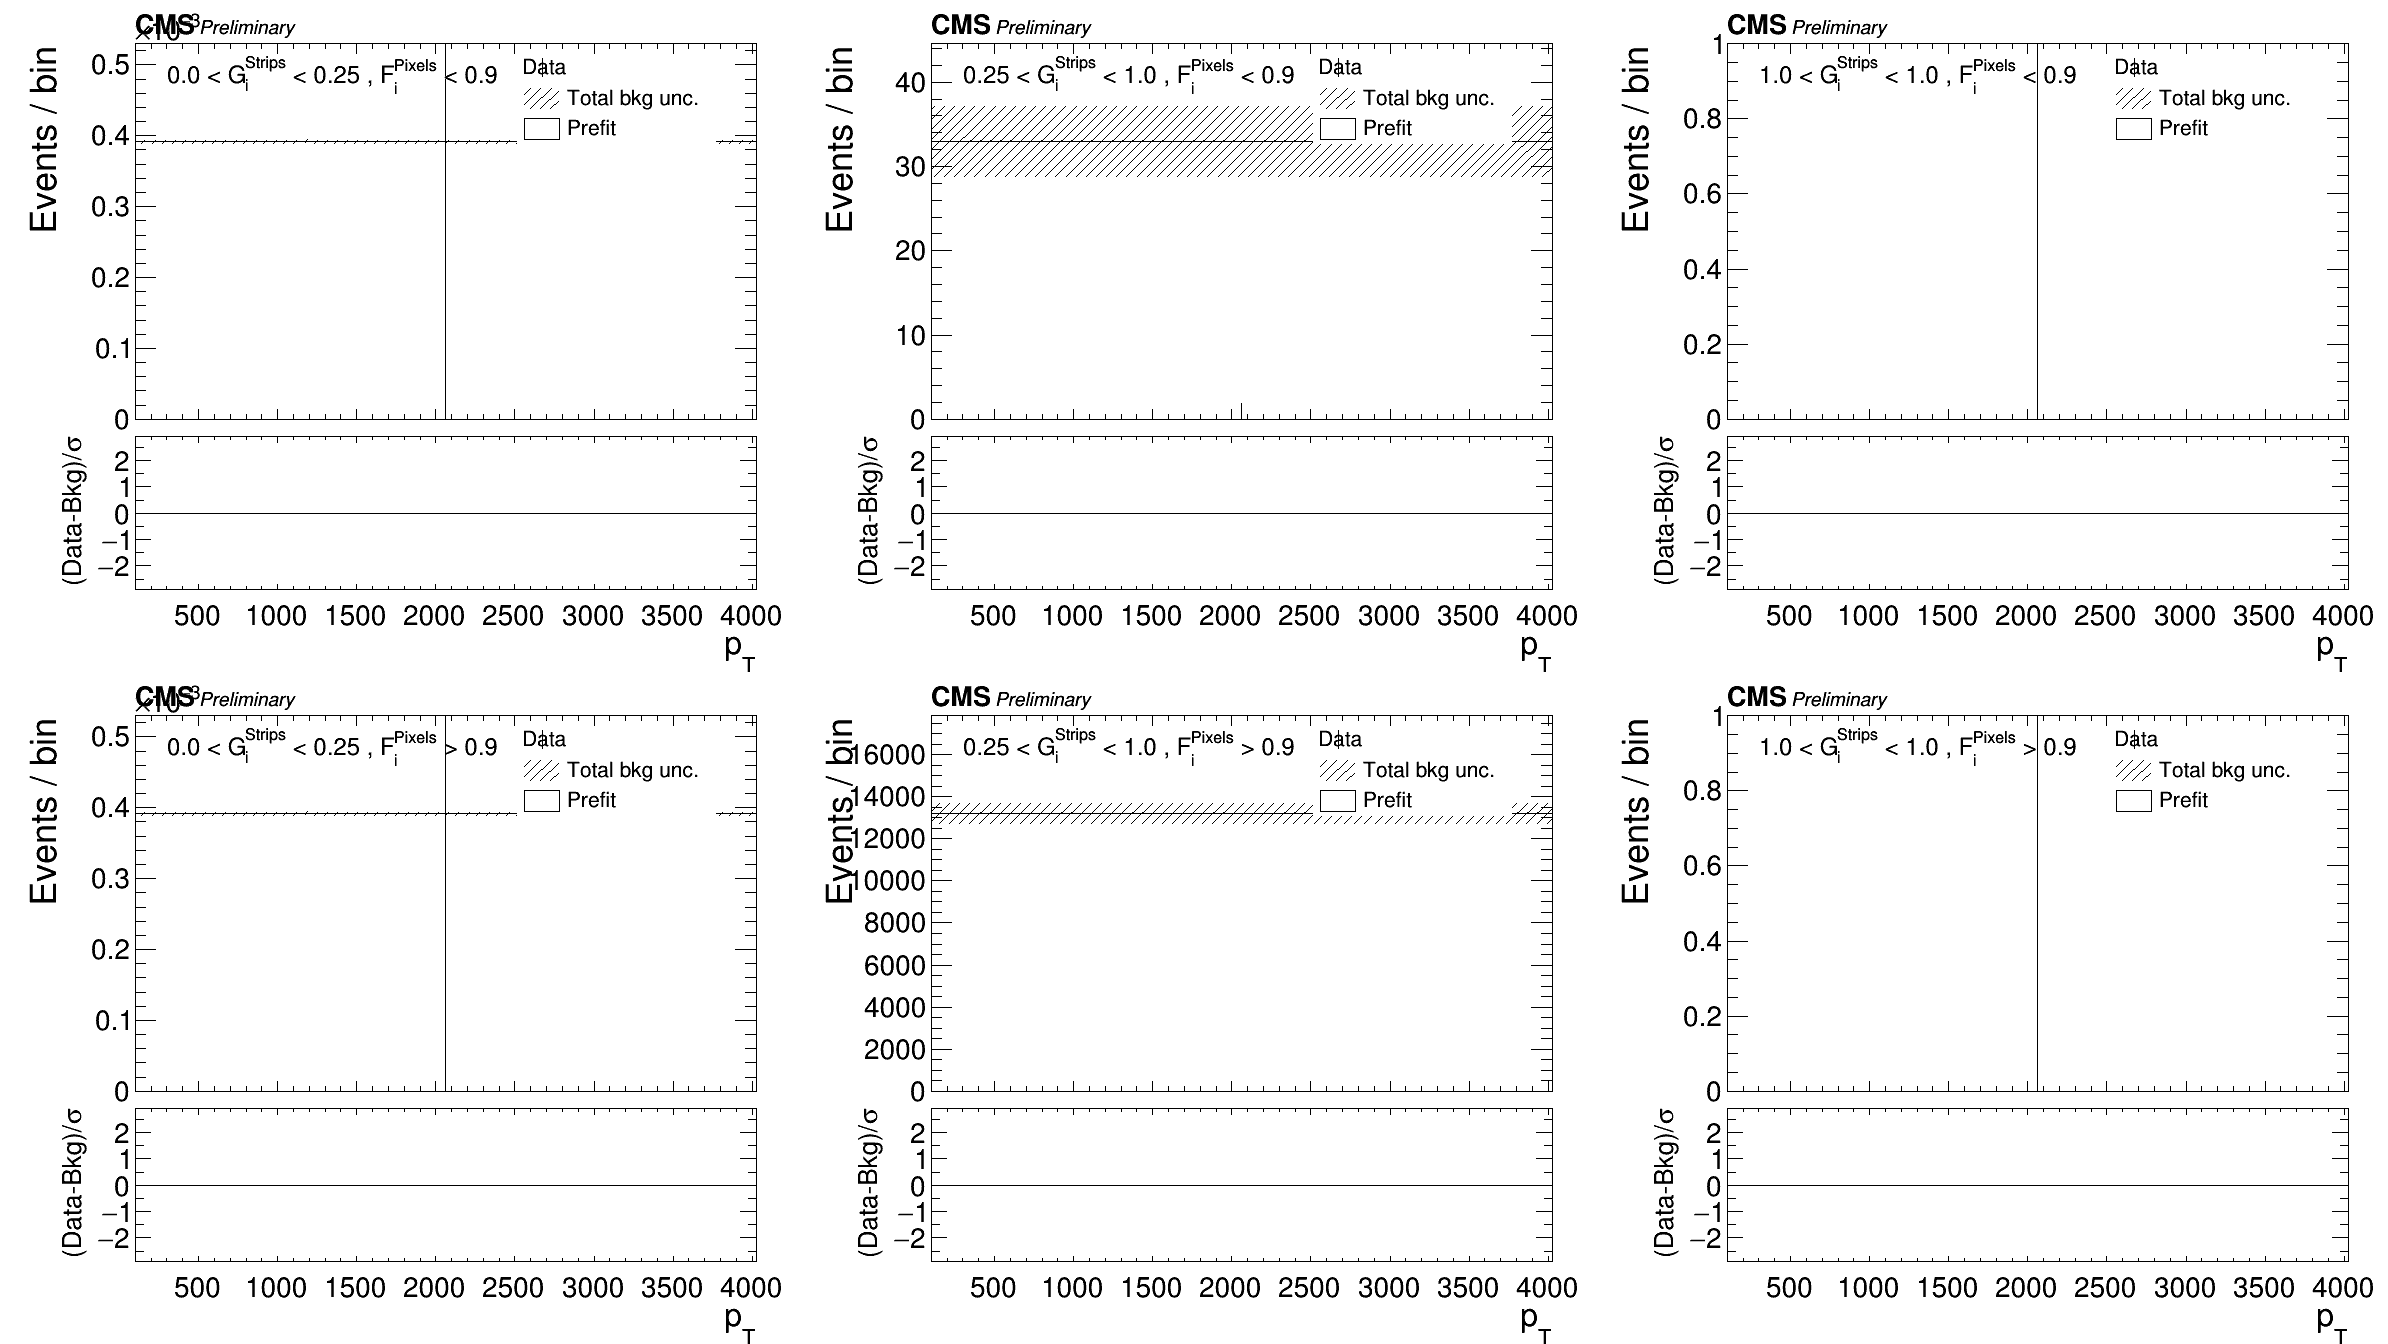 CMS Preliminary
×10⁻³
Events / bin
0.0 < G_i^Strips < 0.25 , F_i^Pixels < 0.9
Data
Total bkg unc.
Prefit
0.5
0.4
0.3
0.2
0.1
0
(Data-Bkg)/σ
2
1
0
−1
−2
500 1000 1500 2000 2500 3000 3500 4000
p_T
CMS Preliminary
Events / bin
0.25 < G_i^Strips < 1.0 , F_i^Pixels < 0.9
Data
Total bkg unc.
Prefit
40
30
20
10
0
(Data-Bkg)/σ
2
1
0
−1
−2
500 1000 1500 2000 2500 3000 3500 4000
p_T
CMS Preliminary
Events / bin
1.0 < G_i^Strips < 1.0 , F_i^Pixels < 0.9
Data
Total bkg unc.
Prefit
1
0.8
0.6
0.4
0.2
0
(Data-Bkg)/σ
2
1
0
−1
−2
500 1000 1500 2000 2500 3000 3500 4000
p_T
CMS Preliminary
×10⁻³
Events / bin
0.0 < G_i^Strips < 0.25 , F_i^Pixels > 0.9
Data
Total bkg unc.
Prefit
0.5
0.4
0.3
0.2
0.1
0
(Data-Bkg)/σ
2
1
0
−1
−2
500 1000 1500 2000 2500 3000 3500 4000
p_T
CMS Preliminary
Events / bin
0.25 < G_i^Strips < 1.0 , F_i^Pixels > 0.9
Data
Total bkg unc.
Prefit
16000
14000
12000
10000
8000
6000
4000
2000
0
(Data-Bkg)/σ
2
1
0
−1
−2
500 1000 1500 2000 2500 3000 3500 4000
p_T
CMS Preliminary
Events / bin
1.0 < G_i^Strips < 1.0 , F_i^Pixels > 0.9
Data
Total bkg unc.
Prefit
1
0.8
0.6
0.4
0.2
0
(Data-Bkg)/σ
2
1
0
−1
−2
500 1000 1500 2000 2500 3000 3500 4000
p_T